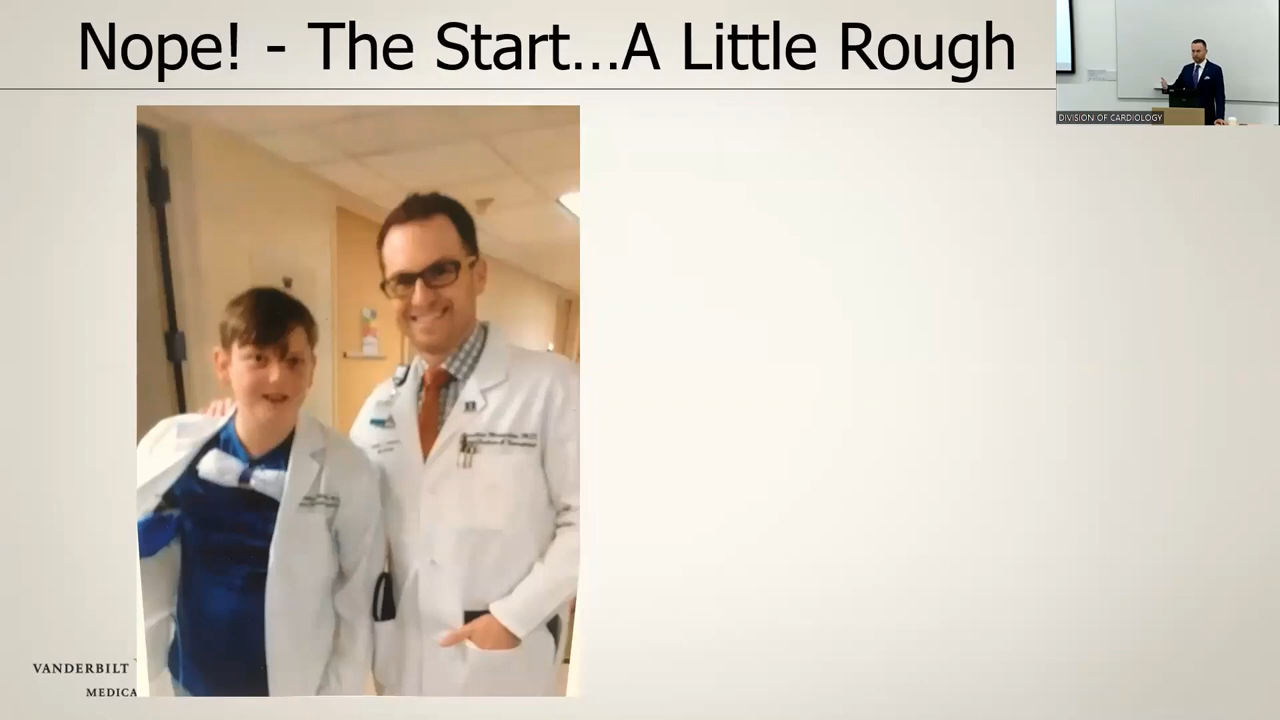 Nope! - The Start...A Little Rough
DIVISION OF CARDIOLOGY
VANDERBILT
MEDICA